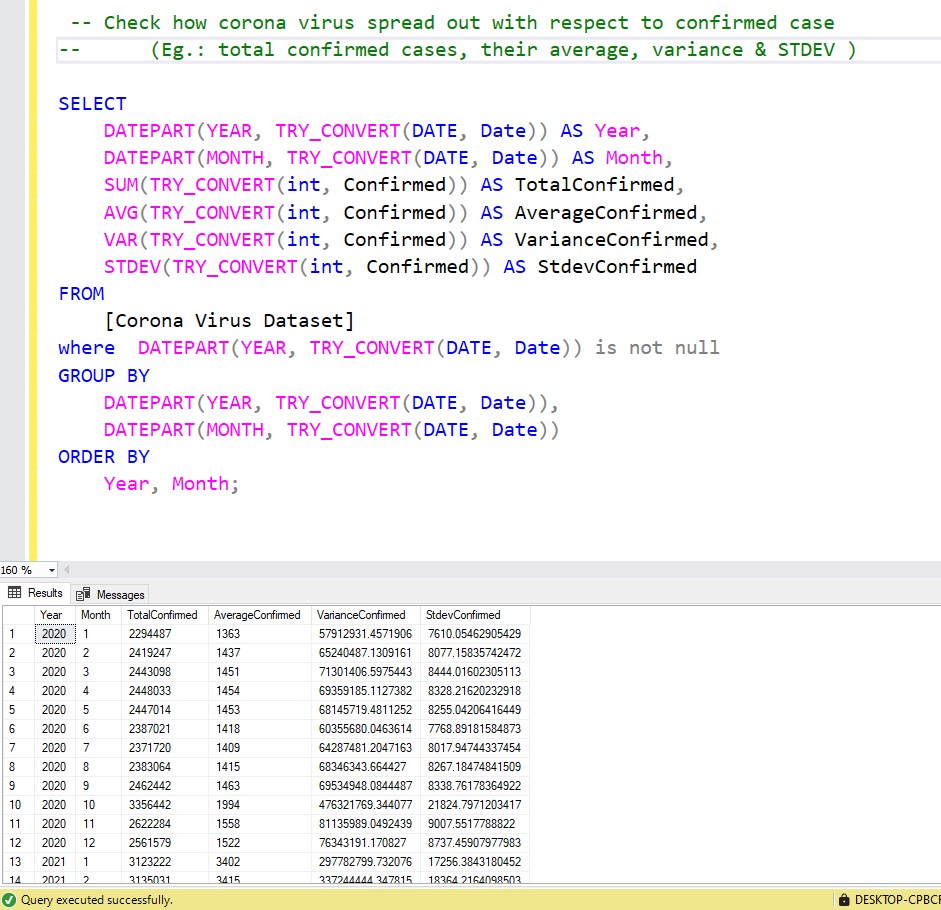 -- Check how corona virus spread out with respect to confirmed case
-- (Eg.: total confirmed cases, their average, variance & STDEV )
SELECT
DATEPART(YEAR, TRY_CONVERT(DATE, Date)) AS Year,
DATEPART(MONTH, TRY_CONVERT(DATE, Date)) AS Month,
SUM(TRY_CONVERT(int, Confirmed)) AS TotalConfirmed,
AVG(TRY_CONVERT(int, Confirmed)) AS AverageConfirmed,
VAR(TRY_CONVERT(int, Confirmed)) AS VarianceConfirmed,
STDEV(TRY_CONVERT(int, Confirmed)) AS StdevConfirmed
FROM
[Corona Virus Dataset]
where DATEPART(YEAR, TRY_CONVERT(DATE, Date)) is not null
GROUP BY
DATEPART(YEAR, TRY_CONVERT(DATE, Date)),
DATEPART(MONTH, TRY_CONVERT(DATE, Date))
ORDER BY
Year, Month;
160 %
Results Messages
Year Month TotalConfirmed AverageConfirmed VarianceConfirmed StdevConfirmed
1 2020 1 2294487 1363 57912931.4571906 7610.05462905429
2 2020 2 2419247 1437 65240487.1309161 8077.15835742472
3 2020 3 2443098 1451 71301406.5975443 8444.01602305113
4 2020 4 2448033 1454 69359185.1127382 8328.21620232918
5 2020 5 2447014 1453 68145719.4811252 8255.04206416449
6 2020 6 2387021 1418 60355680.0463614 7768.89181584873
7 2020 7 2371720 1409 64287481.2047163 8017.94744337454
8 2020 8 2383064 1415 68346343.664427 8267.18474841509
9 2020 9 2462442 1463 69534948.0844487 8338.76178364922
10 2020 10 3356442 1994 476321769.344077 21824.7971203417
11 2020 11 2622284 1558 81135989.0492439 9007.5517788822
12 2020 12 2561579 1522 76343191.170827 8737.45907977983
13 2021 1 3123222 3402 297782799.732076 17256.3843180452
14 2021 2 3135031 3415 337244444.347815 18364.2164098503
Query executed successfully. DESKTOP-CPBCF